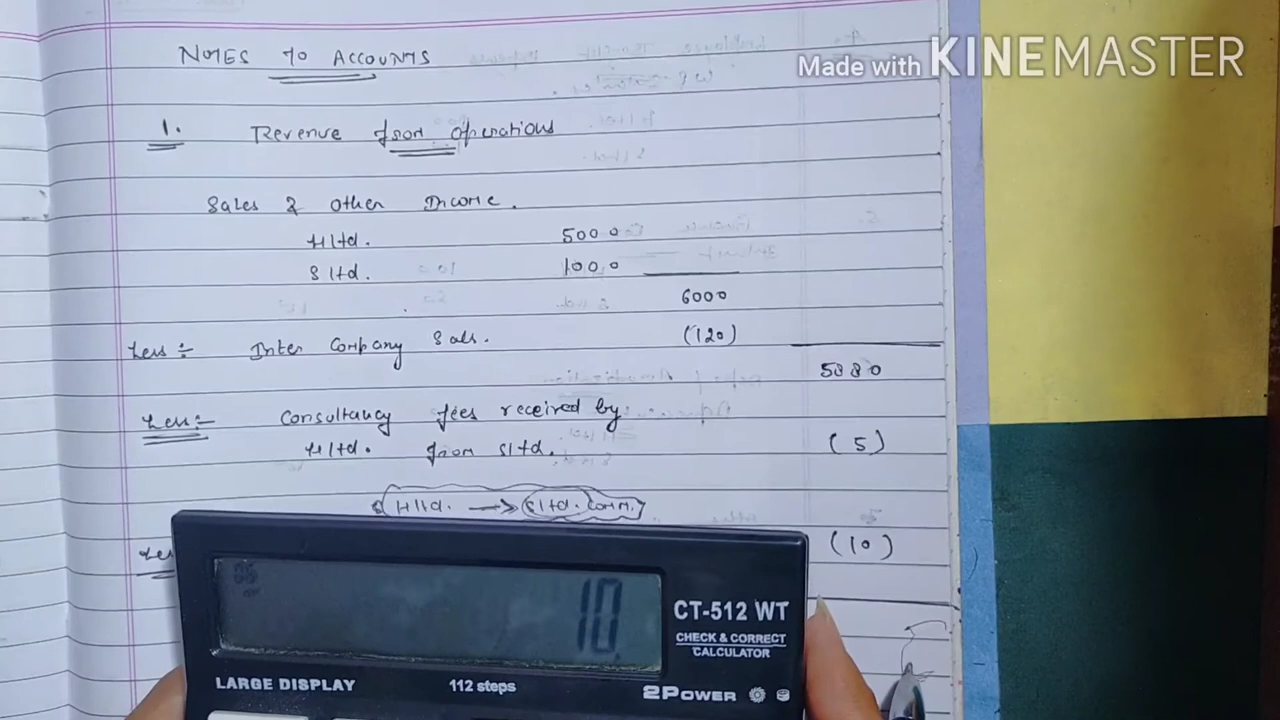 Made with KINEMASTER
NOTES TO ACCOUNTS
1. Revenue from Operations
Sales & other Income.
H ltd. 5000
S ltd. 1000
6000
Less ÷ Inter Company Sals. (120)
5880
Less:- Consultancy fees received by
H ltd. from S ltd. (5)
H ltd. → S ltd. Comm.
(10)
10.
CT-512 WT
CHECK & CORRECT
CALCULATOR
LARGE DISPLAY 112 steps 2POWER